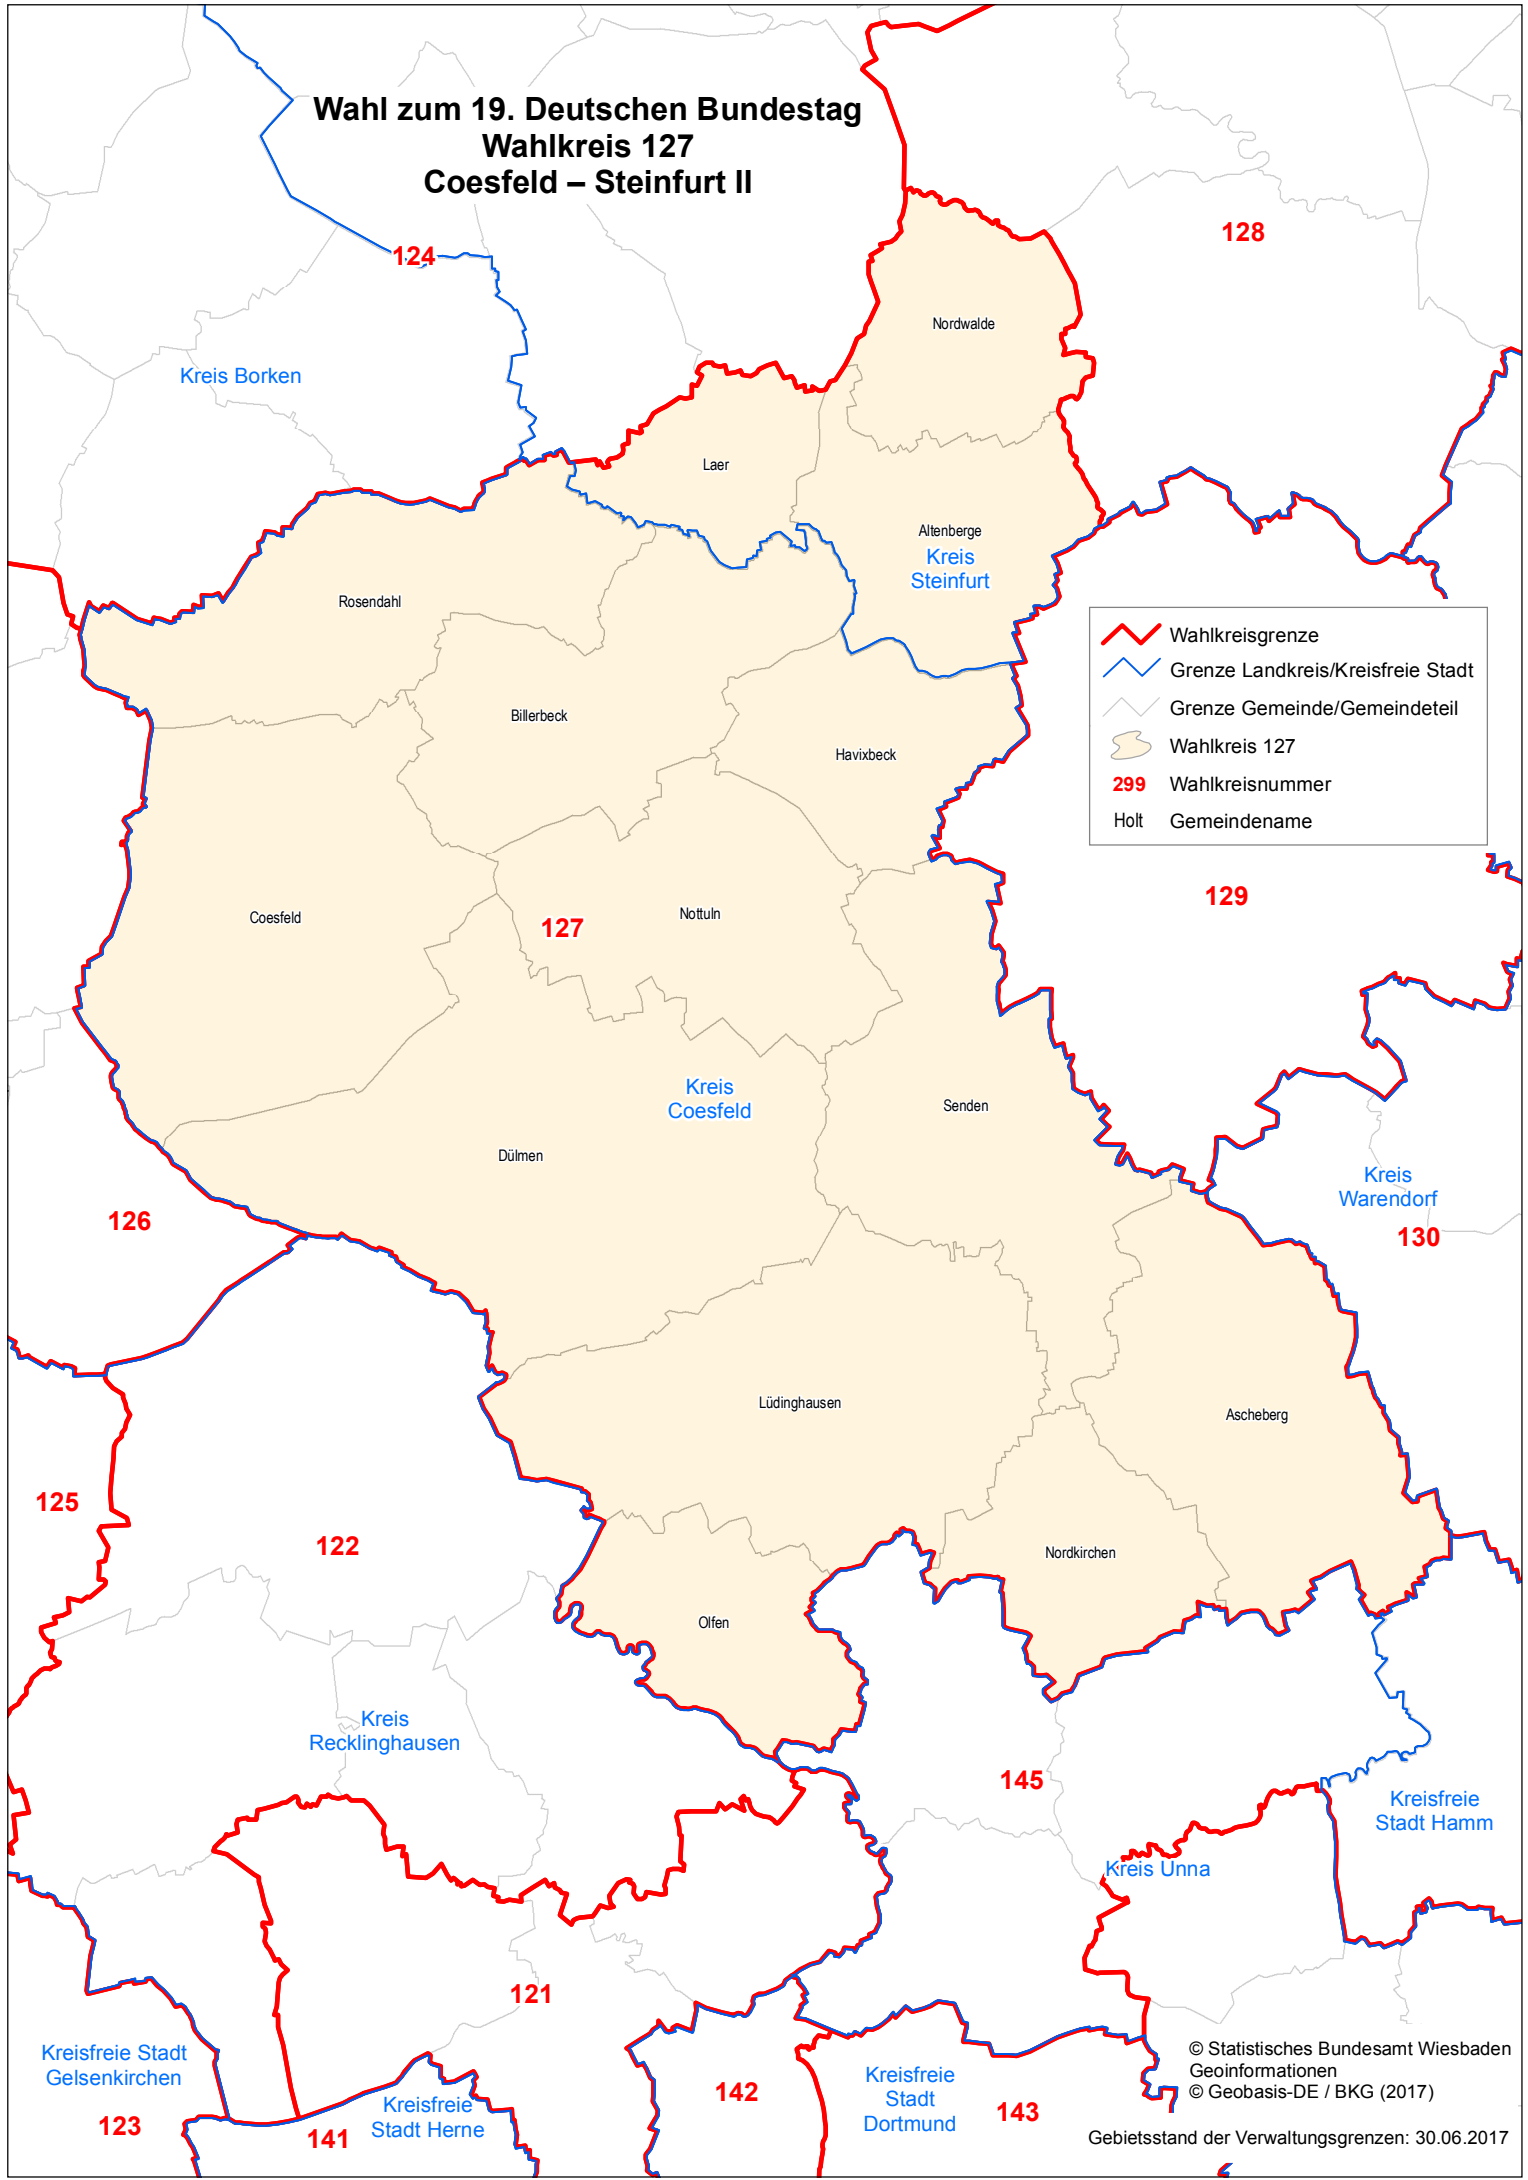 Wahl zum 19. Deutschen Bundestag
Wahlkreis 127
Coesfeld – Steinfurt II
128
124
Nordwalde
Kreis Borken
Laer
Altenberge
Kreis
Steinfurt
Rosendahl
Wahlkreisgrenze
Grenze Landkreis/Kreisfreie Stadt
Grenze Gemeinde/Gemeindeteil
Wahlkreis 127
299 Wahlkreisnummer
Holt Gemeindename
Billerbeck
Havixbeck
129
Coesfeld
127
Nottuln
Kreis
Coesfeld
Senden
Dülmen
Kreis
Warendorf
126
130
Lüdinghausen
Ascheberg
125
122
Nordkirchen
Olfen
Kreis
Recklinghausen
145
Kreisfreie
Stadt Hamm
Kreis Unna
121
Kreisfreie Stadt
Gelsenkirchen
123
Kreisfreie
Stadt Herne
141
142
Kreisfreie
Stadt
Dortmund
143
© Statistisches Bundesamt Wiesbaden
Geoinformationen
© Geobasis-DE / BKG (2017)
Gebietsstand der Verwaltungsgrenzen: 30.06.2017